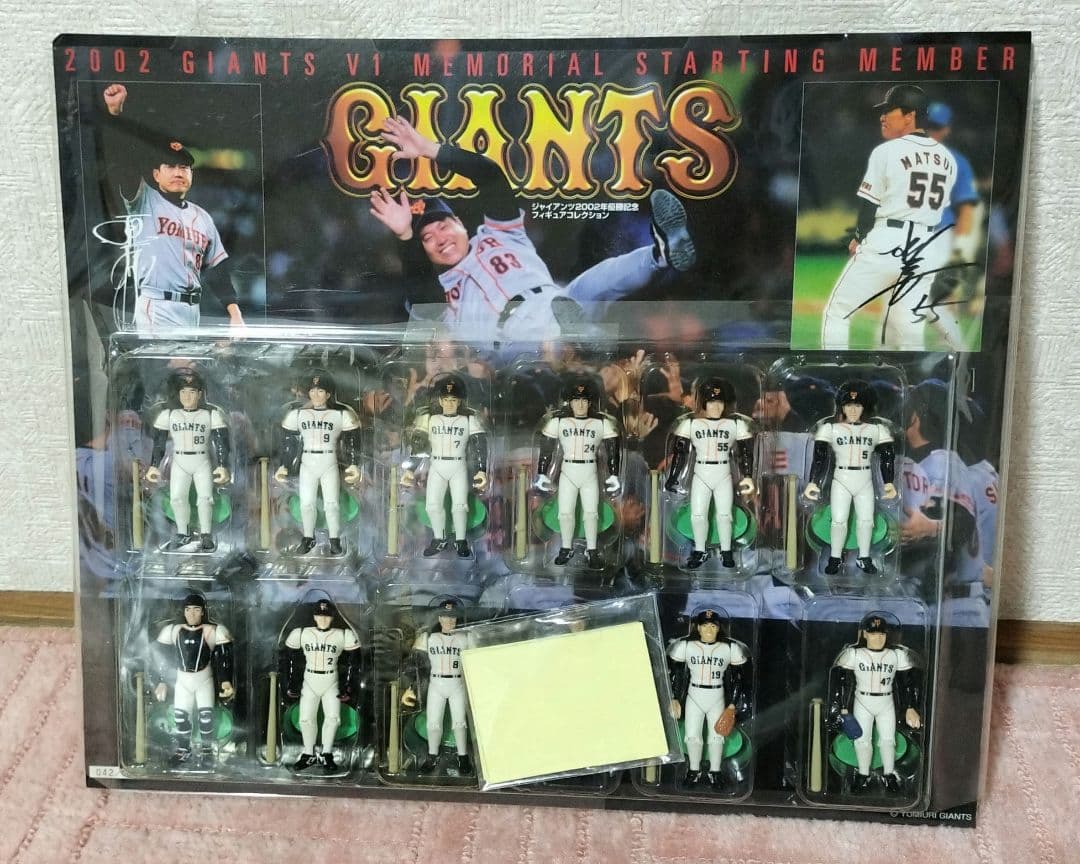 2002 GIANTS V1 MEMORIAL STARTING MEMBER
GIANTS
ジャイアンツ2002年優勝記念
フィギュアコレクション
YOMIURI
8
83
MATSUI
55
55
GIANTS
83
GIANTS
9
GIANTS
7
GIANTS
24
GIANTS
55
GIANTS
5
GIANTS
2
GIANTS
8
GIANTS
19
GIANTS
47
042
© YOMIURI GIANTS